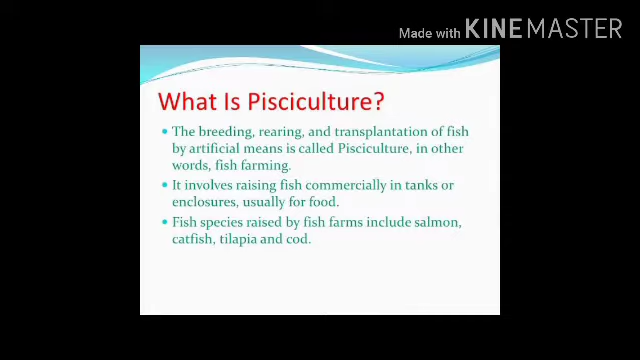 Made with KINEMASTER
What Is Pisciculture?
• The breeding, rearing, and transplantation of fish
by artificial means is called Pisciculture, in other
words, fish farming.
• It involves raising fish commercially in tanks or
enclosures, usually for food.
• Fish species raised by fish farms include salmon,
catfish, tilapia and cod.